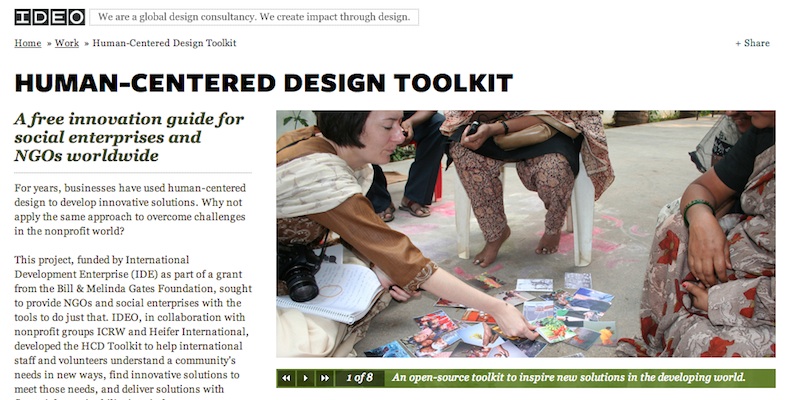 IDEO We are a global design consultancy. We create impact through design.
Home » Work » Human-Centered Design Toolkit + Share
HUMAN-CENTERED DESIGN TOOLKIT
A free innovation guide for
social enterprises and
NGOs worldwide
For years, businesses have used human-centered
design to develop innovative solutions. Why not
apply the same approach to overcome challenges
in the nonprofit world?
This project, funded by International
Development Enterprise (IDE) as part of a grant
from the Bill & Melinda Gates Foundation, sought
to provide NGOs and social enterprises with the
tools to do just that. IDEO, in collaboration with
nonprofit groups ICRW and Heifer International,
developed the HCD Toolkit to help international
staff and volunteers understand a community's
needs in new ways, find innovative solutions to
meet those needs, and deliver solutions with
1 of 8 An open-source toolkit to inspire new solutions in the developing world.